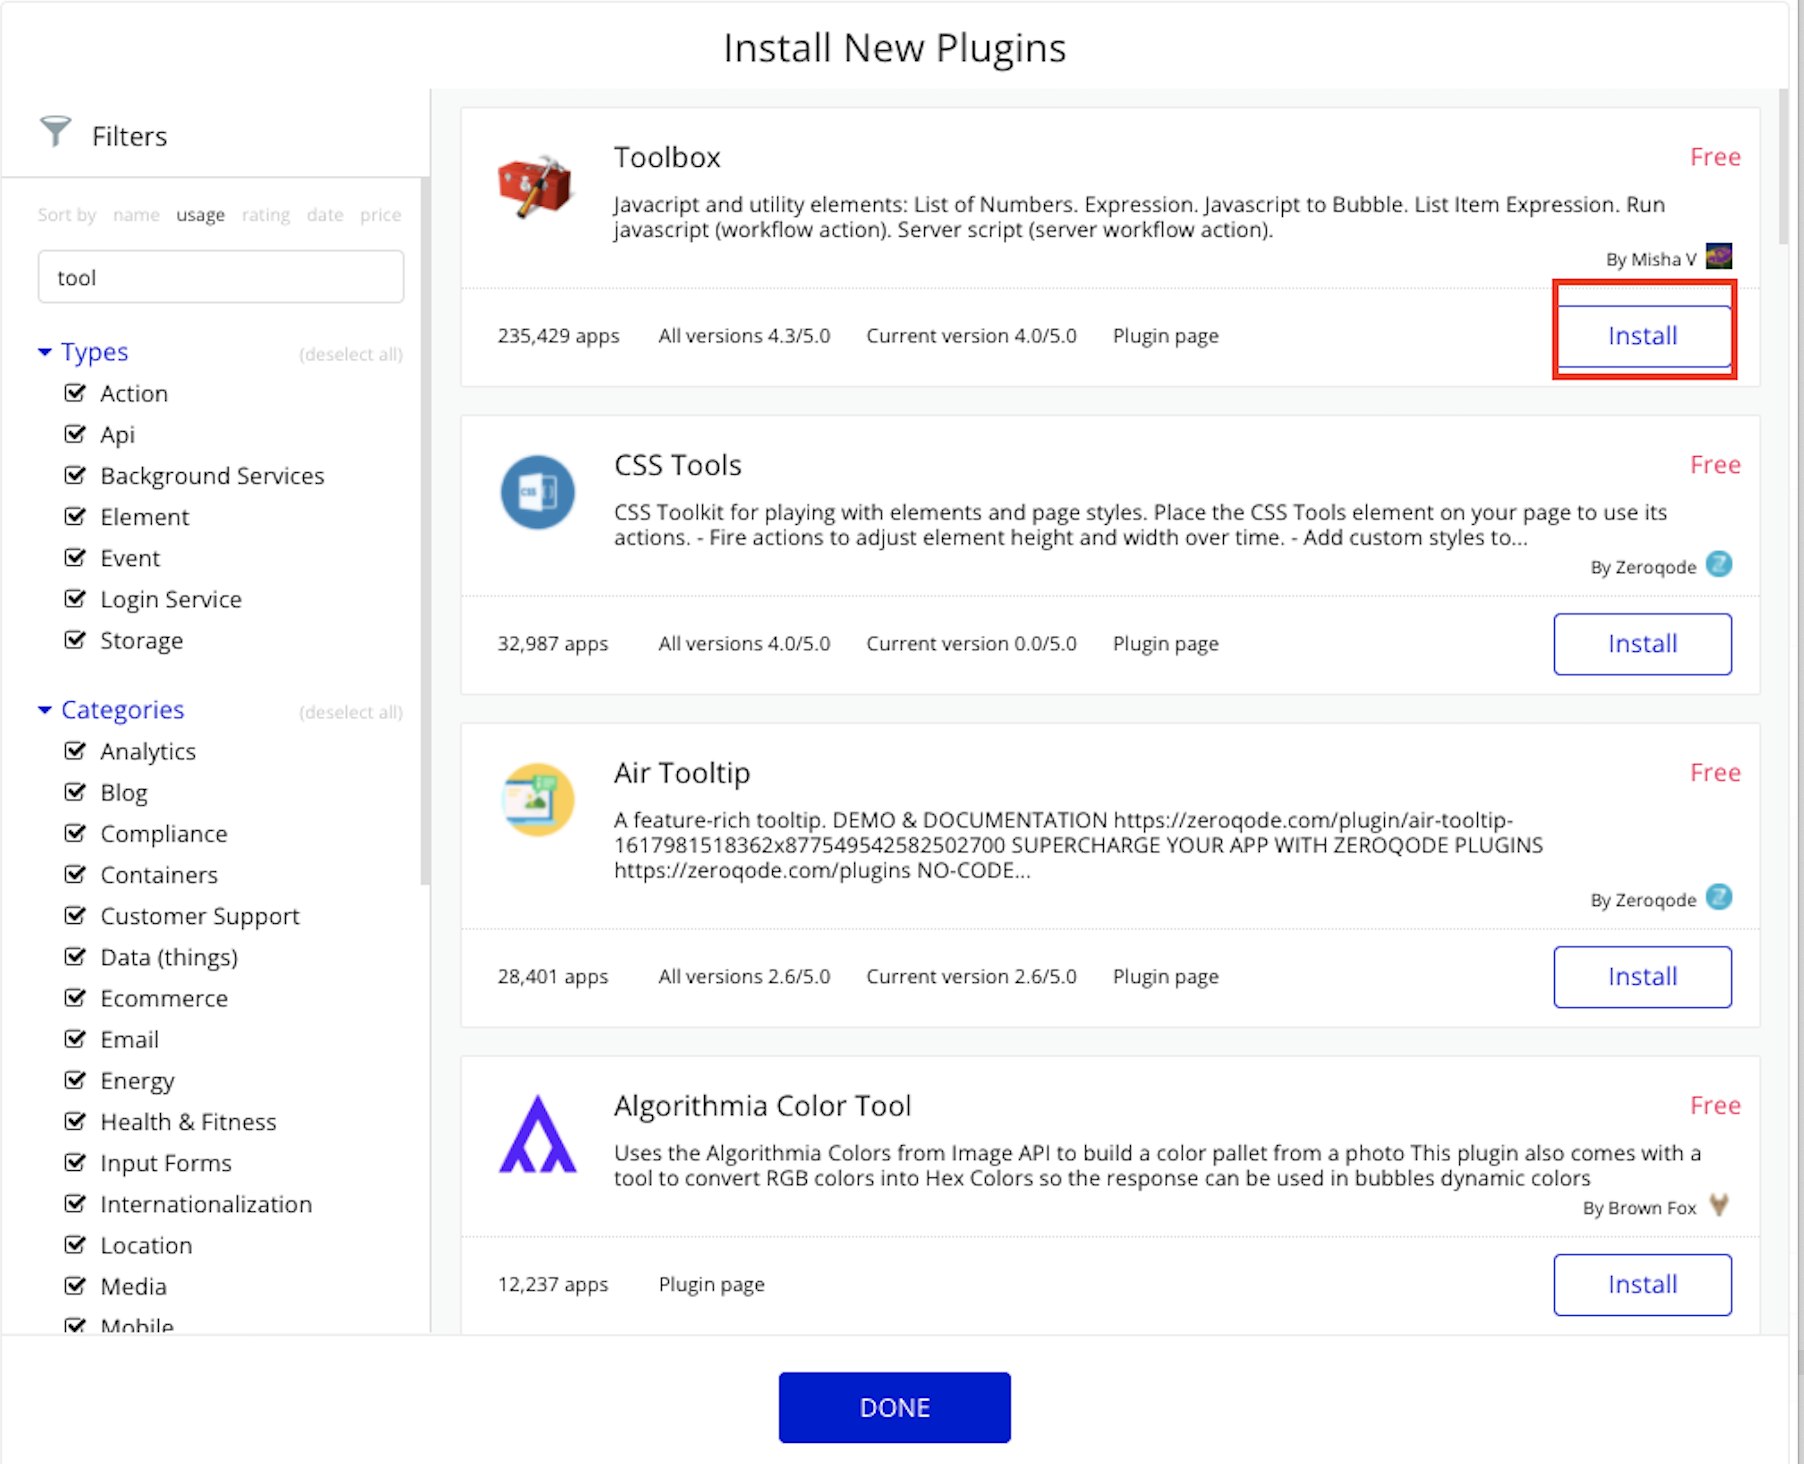 Install New Plugins
Filters
Sort by name usage rating date price
tool
Types (deselect all)
Action
Api
Background Services
Element
Event
Login Service
Storage
Categories (deselect all)
Analytics
Blog
Compliance
Containers
Customer Support
Data (things)
Ecommerce
Email
Energy
Health & Fitness
Input Forms
Internationalization
Location
Media
Mobile
Toolbox Free
Javacript and utility elements: List of Numbers. Expression. Javascript to Bubble. List Item Expression. Run
javascript (workflow action). Server script (server workflow action).
By Misha V
235,429 apps All versions 4.3/5.0 Current version 4.0/5.0 Plugin page Install
CSS Tools Free
CSS
CSS Toolkit for playing with elements and page styles. Place the CSS Tools element on your page to use its
actions. - Fire actions to adjust element height and width over time. - Add custom styles to...
By Zeroqode Z
32,987 apps All versions 4.0/5.0 Current version 0.0/5.0 Plugin page Install
Air Tooltip Free
A feature-rich tooltip. DEMO & DOCUMENTATION https://zeroqode.com/plugin/air-tooltip-
1617981518362x877549542582502700 SUPERCHARGE YOUR APP WITH ZEROQODE PLUGINS
https://zeroqode.com/plugins NO-CODE...
By Zeroqode Z
28,401 apps All versions 2.6/5.0 Current version 2.6/5.0 Plugin page Install
Algorithmia Color Tool Free
Uses the Algorithmia Colors from Image API to build a color pallet from a photo This plugin also comes with a
tool to convert RGB colors into Hex Colors so the response can be used in bubbles dynamic colors
By Brown Fox
12,237 apps Plugin page Install
DONE